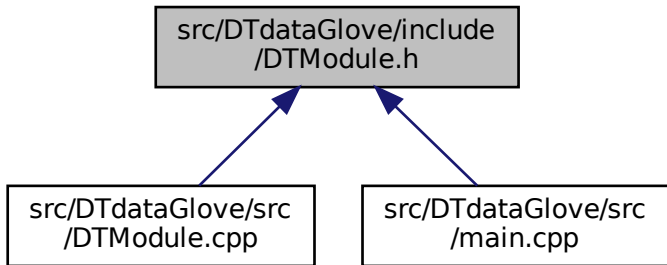 src/DTdataGlove/include
/DTModule.h
src/DTdataGlove/src
/DTModule.cpp
src/DTdataGlove/src
/main.cpp